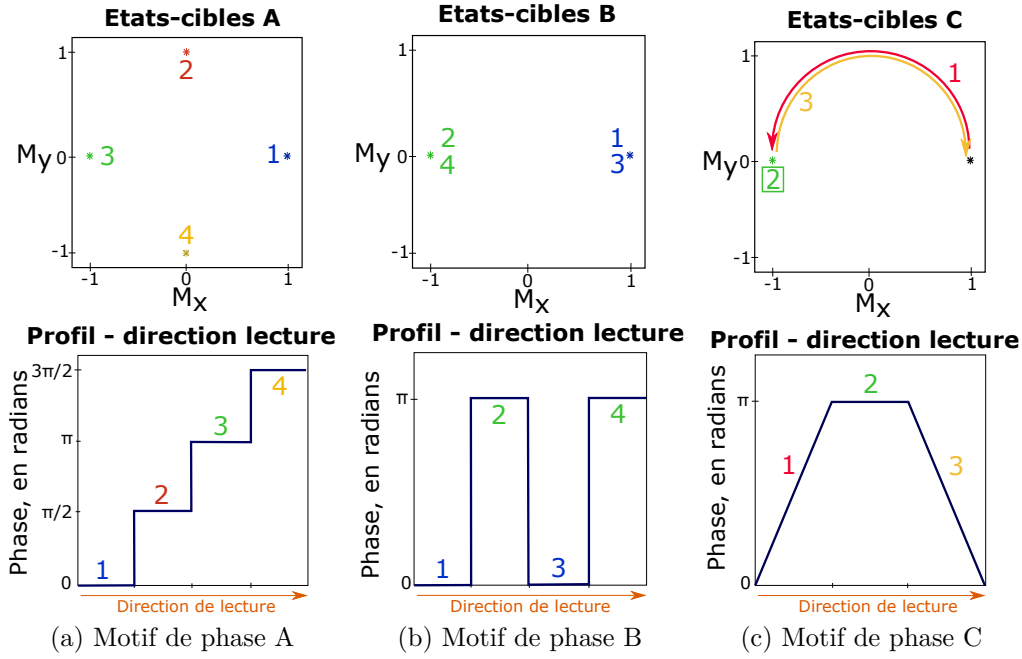 Etats-cibles A
1
2
My 0
3
1
4
-1
-1
0
1
Mx
Profil - direction lecture
Phase, en radians
3π/2
π
π/2
0
1
2
3
4
Direction de lecture
(a) Motif de phase A
Etats-cibles B
1
My 0
2
4
1
3
-1
-1
0
1
Mx
Profil - direction lecture
Phase, en radians
π
0
1
2
3
4
Direction de lecture
(b) Motif de phase B
Etats-cibles C
1
1
3
My 0
2
-1
-1
0
1
Mx
Profil - direction lecture
Phase, en radians
π
0
1
2
3
Direction de lecture
(c) Motif de phase C